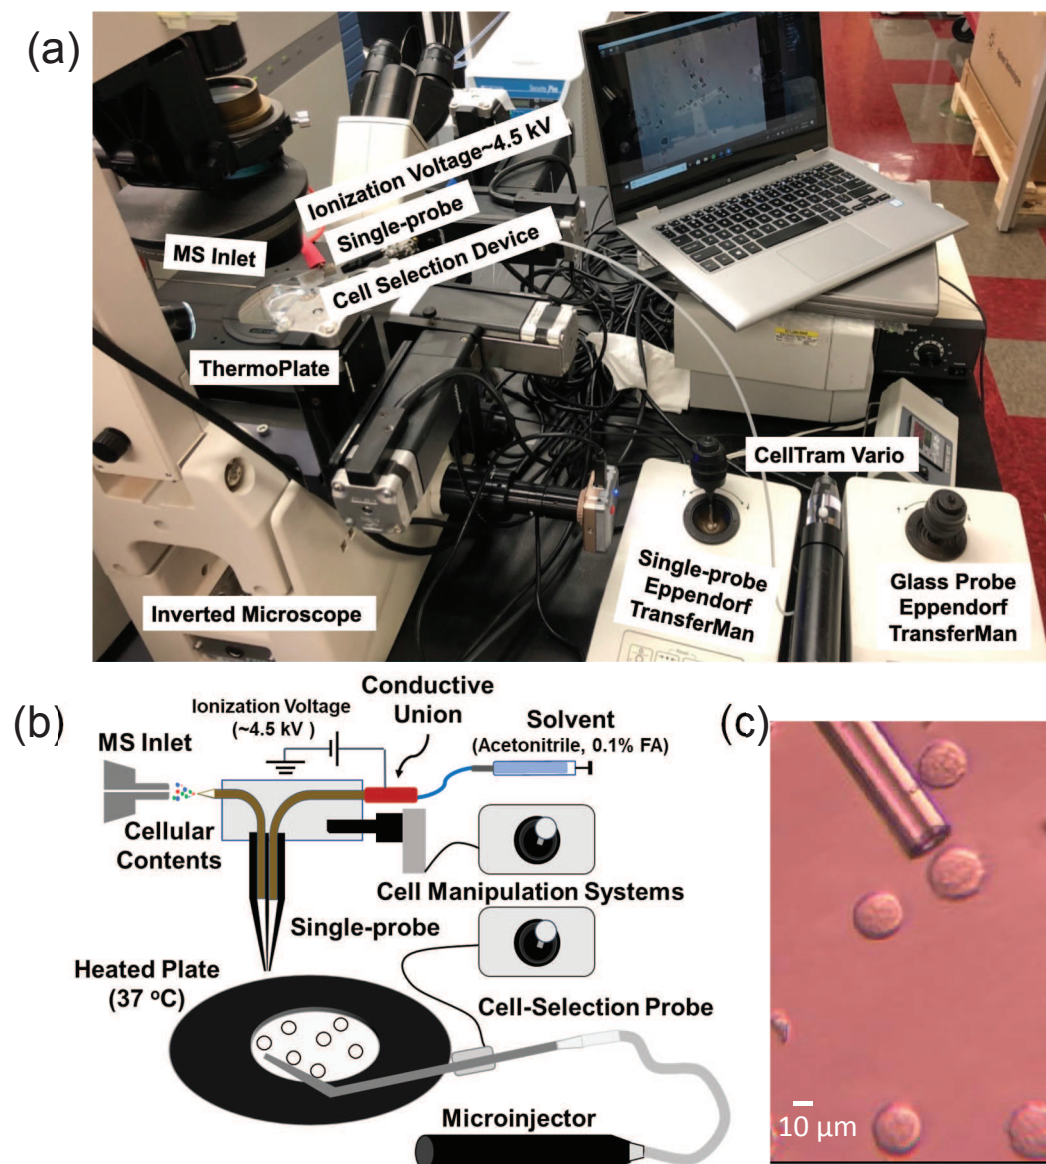 (a)
Ionization Voltage~4.5 kV
Single-probe
MS Inlet
Cell Selection Device
ThermoPlate
CellTram Vario
Inverted Microscope
Single-probe
Eppendorf
TransferMan
Glass Probe
Eppendorf
TransferMan
(b)
MS Inlet
Ionization Voltage
(~4.5 kV )
Conductive
Union
Solvent
(Acetonitrile, 0.1% FA)
Cellular
Contents
Cell Manipulation Systems
Single-probe
Heated Plate
(37 ºC)
Cell-Selection Probe
Microinjector
(c)
10 µm